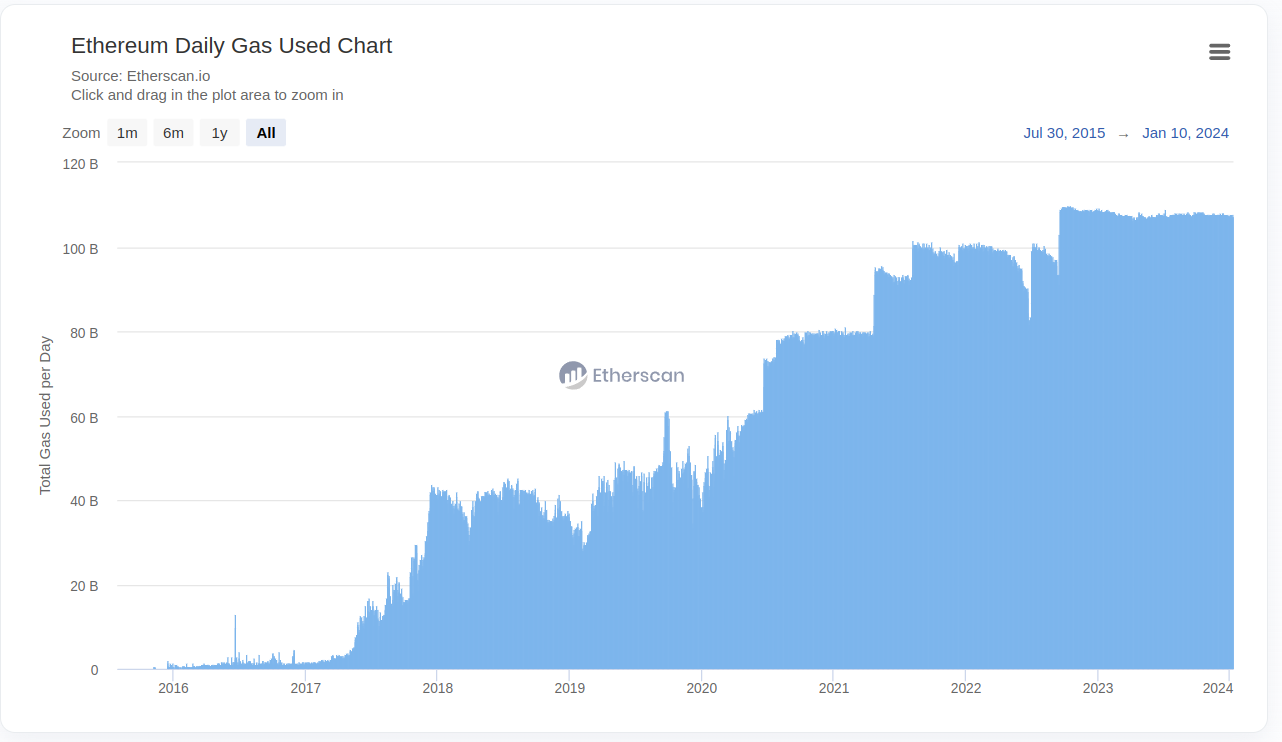 Ethereum Daily Gas Used Chart
Source: Etherscan.io
Click and drag in the plot area to zoom in
Zoom 1m 6m 1y All Jul 30, 2015 → Jan 10, 2024
120 B
100 B
80 B
60 B
40 B
20 B
0
Total Gas Used per Day
Etherscan
2016 2017 2018 2019 2020 2021 2022 2023 2024